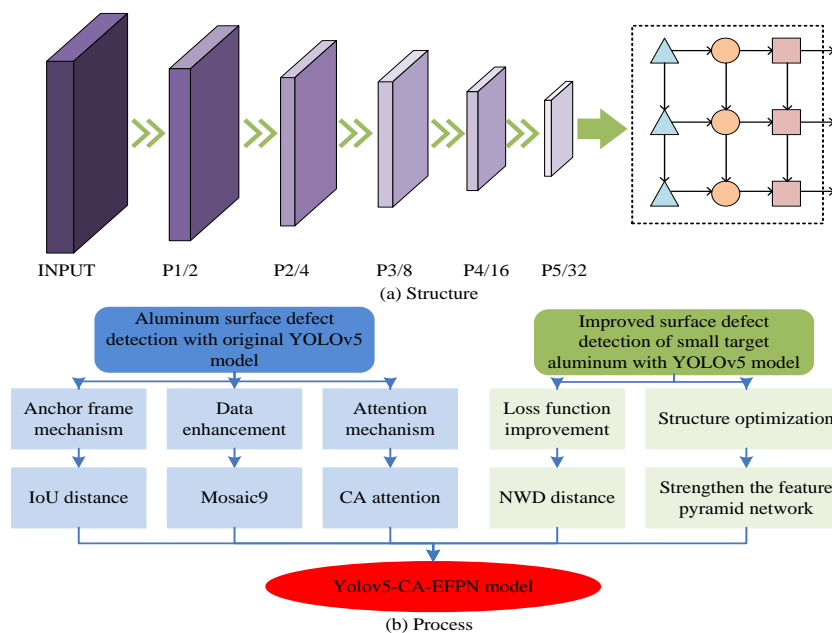 INPUT
P1/2
P2/4
P3/8
P4/16
P5/32
(a) Structure
Aluminum surface defect
detection with original YOLOv5
model
Improved surface defect
detection of small target
aluminum with YOLOv5 model
Anchor frame
mechanism
Data
enhancement
Attention
mechanism
Loss function
improvement
Structure optimization
IoU distance
Mosaic9
CA attention
NWD distance
Strengthen the feature
pyramid network
Yolov5-CA-EFPN model
(b) Process